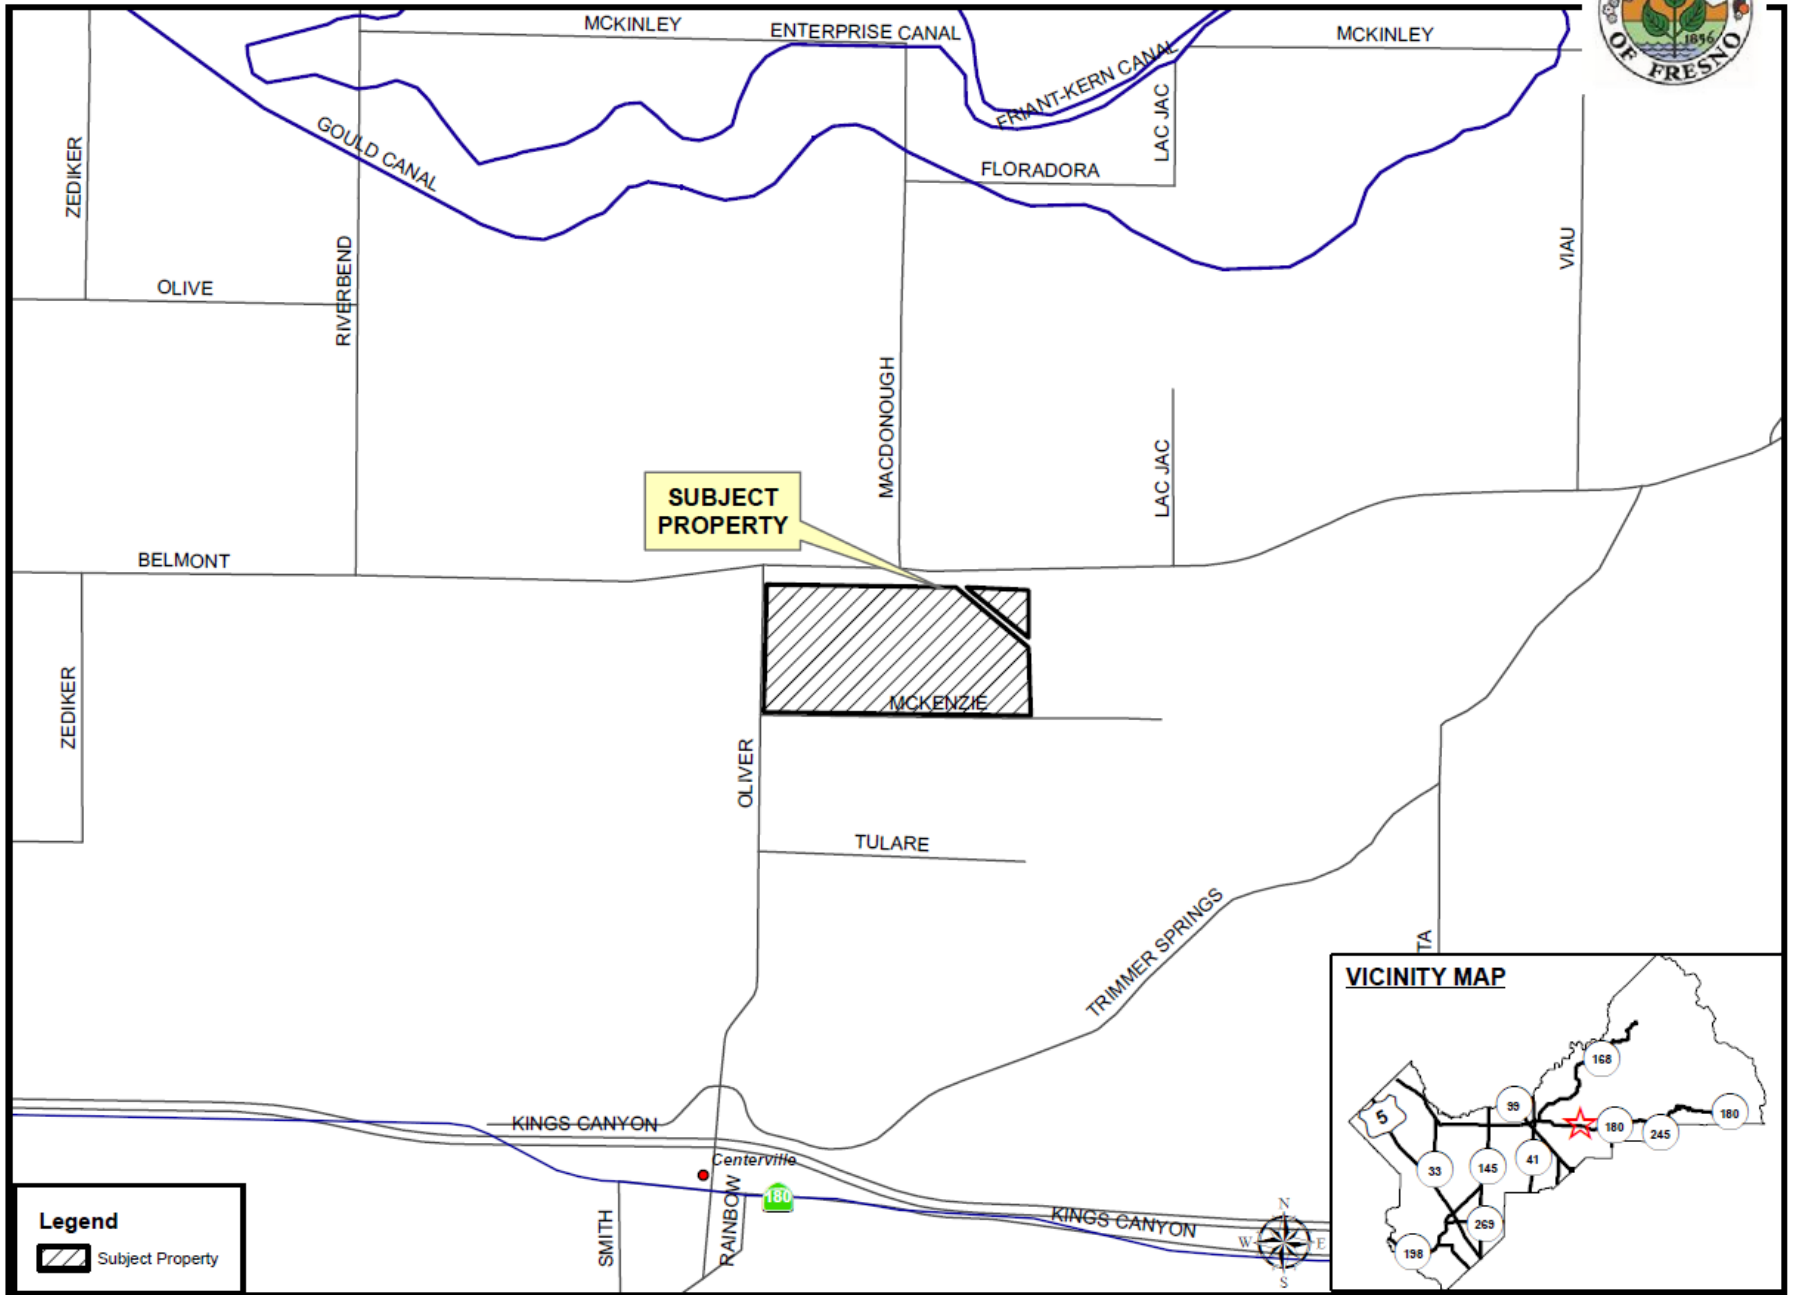 MCKINLEY
ENTERPRISE CANAL
MCKINLEY
1856
OF FRESNO
FRIANT-KERN CANAL
LAC JAC
GOULD CANAL
ZEDIKER
FLORADORA
RIVERBEND
VIAU
OLIVE
MACDONOUGH
LAC JAC
SUBJECT
PROPERTY
BELMONT
ZEDIKER
MCKENZIE
OLIVER
TULARE
TRIMMER SPRINGS
TA
KINGS CANYON
Centerville
180
RAINBOW
SMITH
KINGS CANYON
N
W
E
S
Legend
Subject Property
VICINITY MAP
168
99
5
180
180
245
33
145
41
269
198